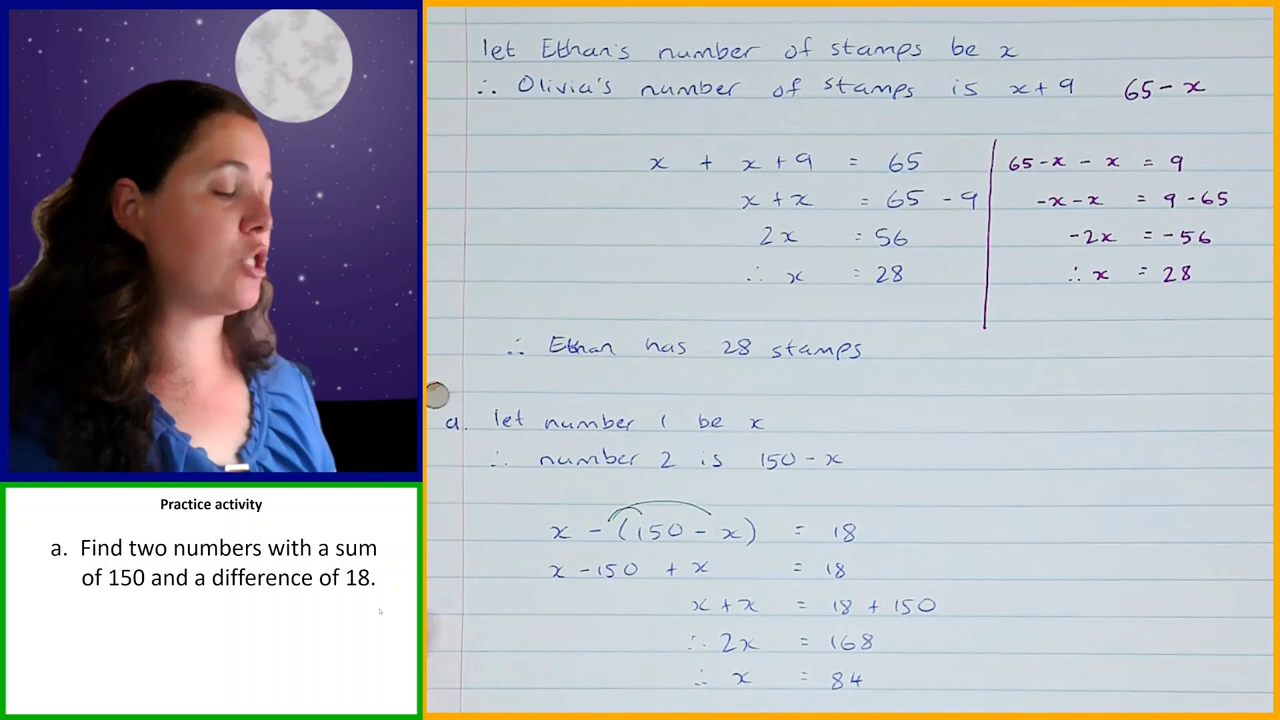 let Ethan's number of stamps be x
∴ Olivia's number of stamps is x + 9 65 - x
x + x + 9 = 65
x + x = 65 - 9
2x = 56
∴ x = 28
65 - x - x = 9
-x - x = 9 - 65
-2x = -56
∴ x = 28
∴ Ethan has 28 stamps
a. let number 1 be x
∴ number 2 is 150 - x
x - (150 - x) = 18
x - 150 + x = 18
x + x = 18 + 150
∴ 2x = 168
∴ x = 84
Practice activity
a. Find two numbers with a sum
of 150 and a difference of 18.